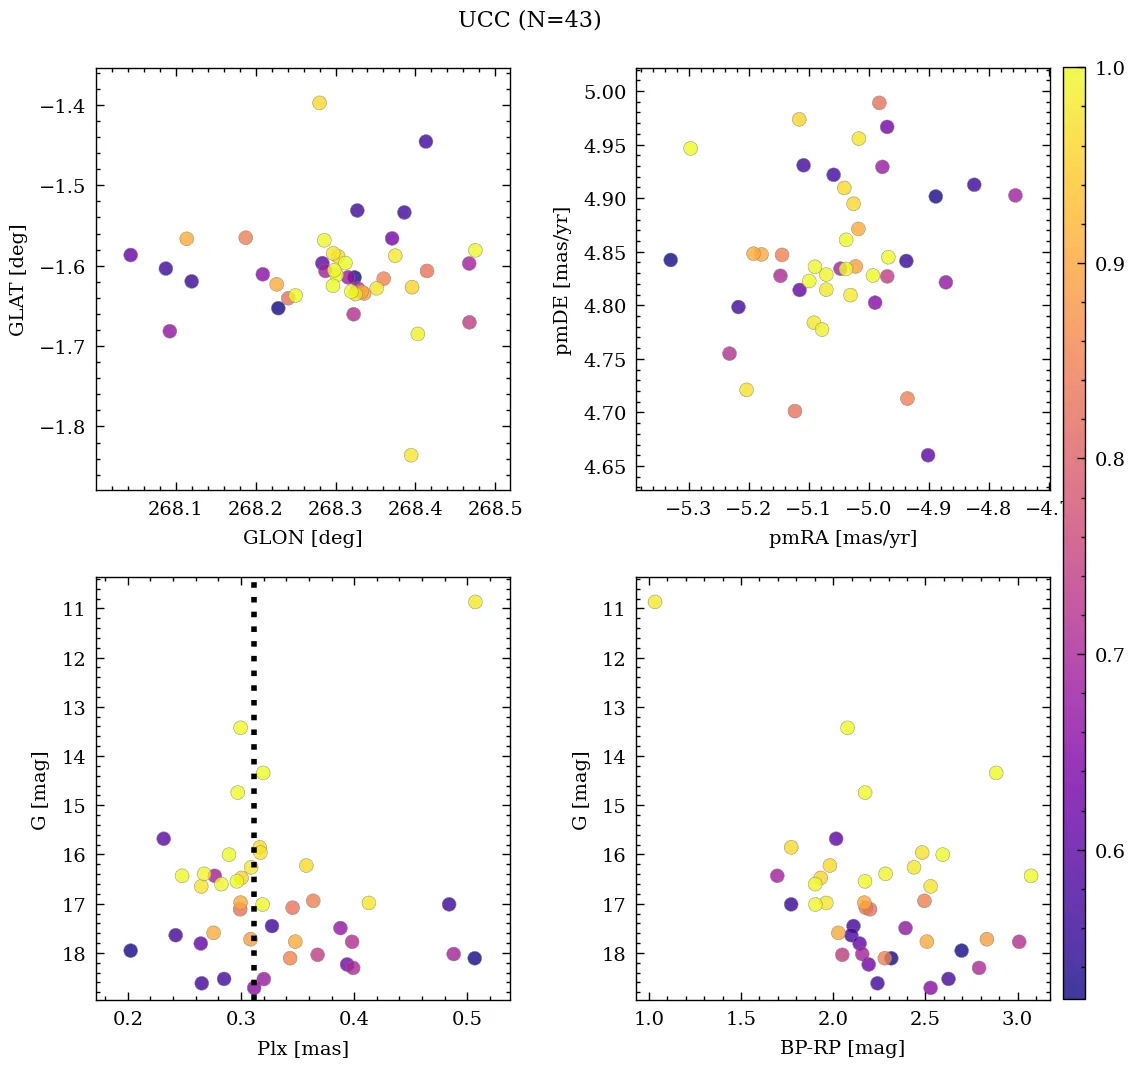 UCC (N=43)
−1.4
−1.5
−1.6
−1.7
−1.8
GLAT [deg]
268.1 268.2 268.3 268.4 268.5
GLON [deg]
5.00
4.95
4.90
4.85
4.80
4.75
4.70
4.65
pmDE [mas/yr]
−5.3 −5.2 −5.1 −5.0 −4.9 −4.8
pmRA [mas/yr]
1.0
0.9
0.8
0.7
0.6
11
12
13
14
15
16
17
18
G [mag]
0.2 0.3 0.4 0.5
Plx [mas]
11
12
13
14
15
16
17
18
G [mag]
1.0 1.5 2.0 2.5 3.0
BP-RP [mag]